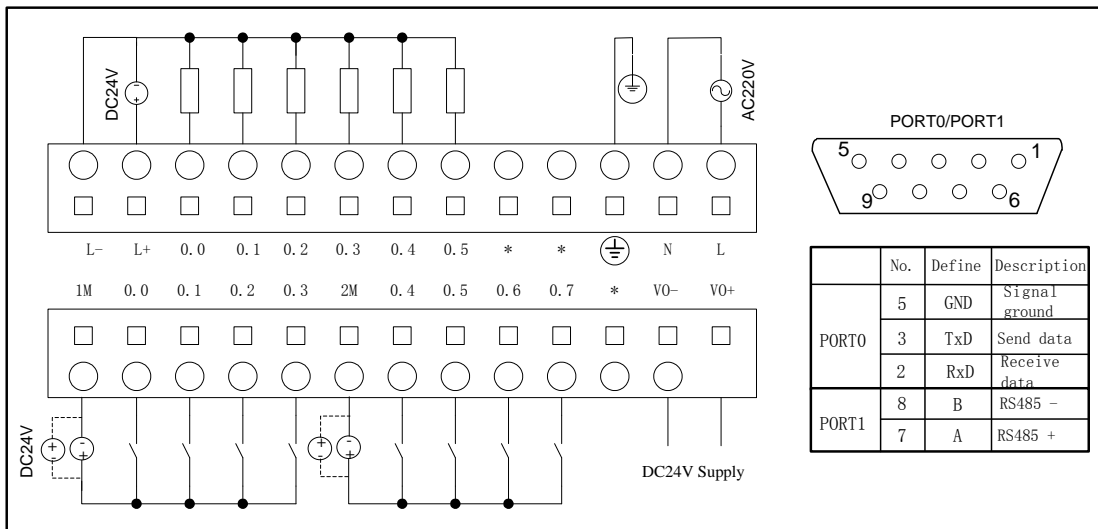 DC24V
AC220V
L- L+ 0.0 0.1 0.2 0.3 0.4 0.5 * * N L
1M 0.0 0.1 0.2 0.3 2M 0.4 0.5 0.6 0.7 * VO- VO+
DC24V
DC24V
DC24V Supply
PORT0/PORT1
5 1
9 6
No. Define Description
PORT0
5 GND Signal
ground
3 TxD Send data
2 RxD Receive
data
PORT1
8 B RS485 -
7 A RS485 +